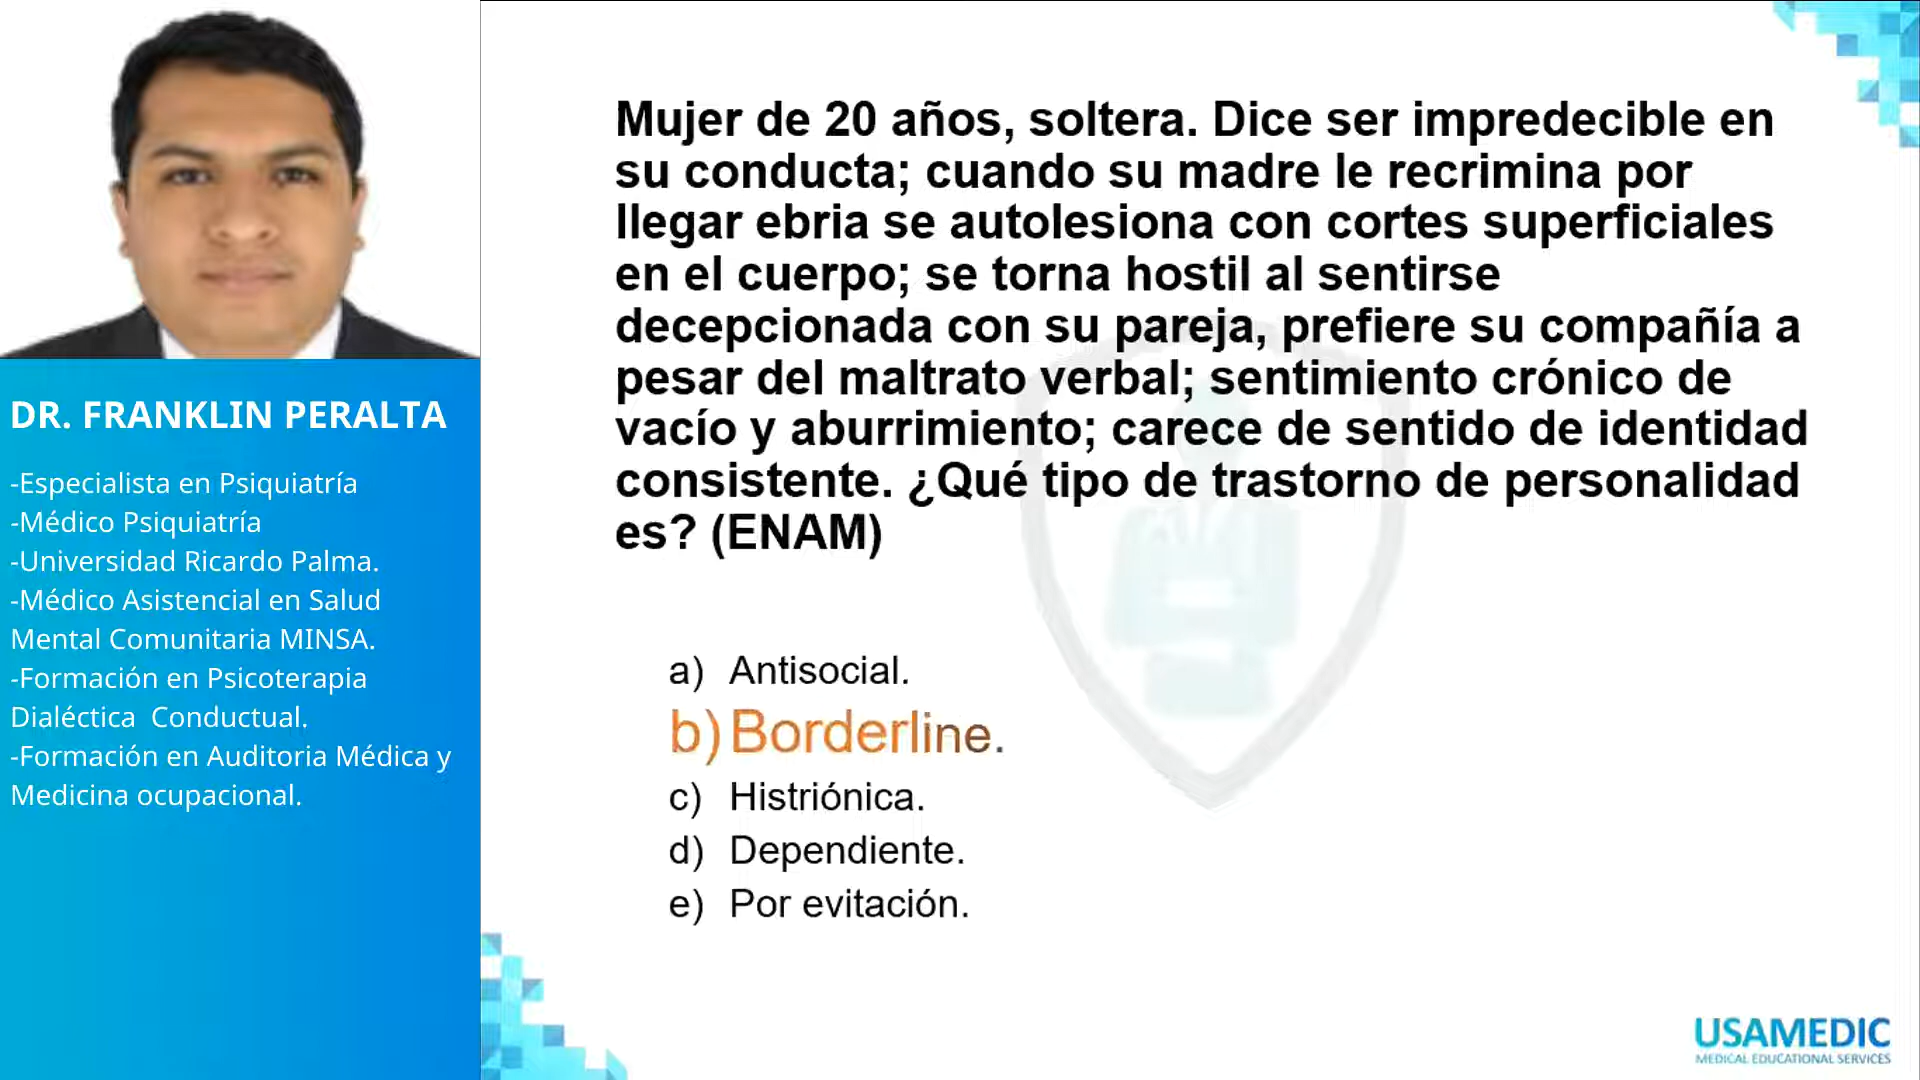 DR. FRANKLIN PERALTA
-Especialista en Psiquiatría
-Médico Psiquiatría
-Universidad Ricardo Palma.
-Médico Asistencial en Salud
Mental Comunitaria MINSA.
-Formación en Psicoterapia
Dialéctica  Conductual.
-Formación en Auditoria Médica y
Medicina ocupacional.
Mujer de 20 años, soltera. Dice ser impredecible en
su conducta; cuando su madre le recrimina por
llegar ebria se autolesiona con cortes superficiales
en el cuerpo; se torna hostil al sentirse
decepcionada con su pareja, prefiere su compañía a
pesar del maltrato verbal; sentimiento crónico de
vacío y aburrimiento; carece de sentido de identidad
consistente. ¿Qué tipo de trastorno de personalidad
es? (ENAM)
a) Antisocial.
b) Borderline.
c) Histriónica.
d) Dependiente.
e) Por evitación.
USAMEDIC
MEDICAL EDUCATIONAL SERVICES